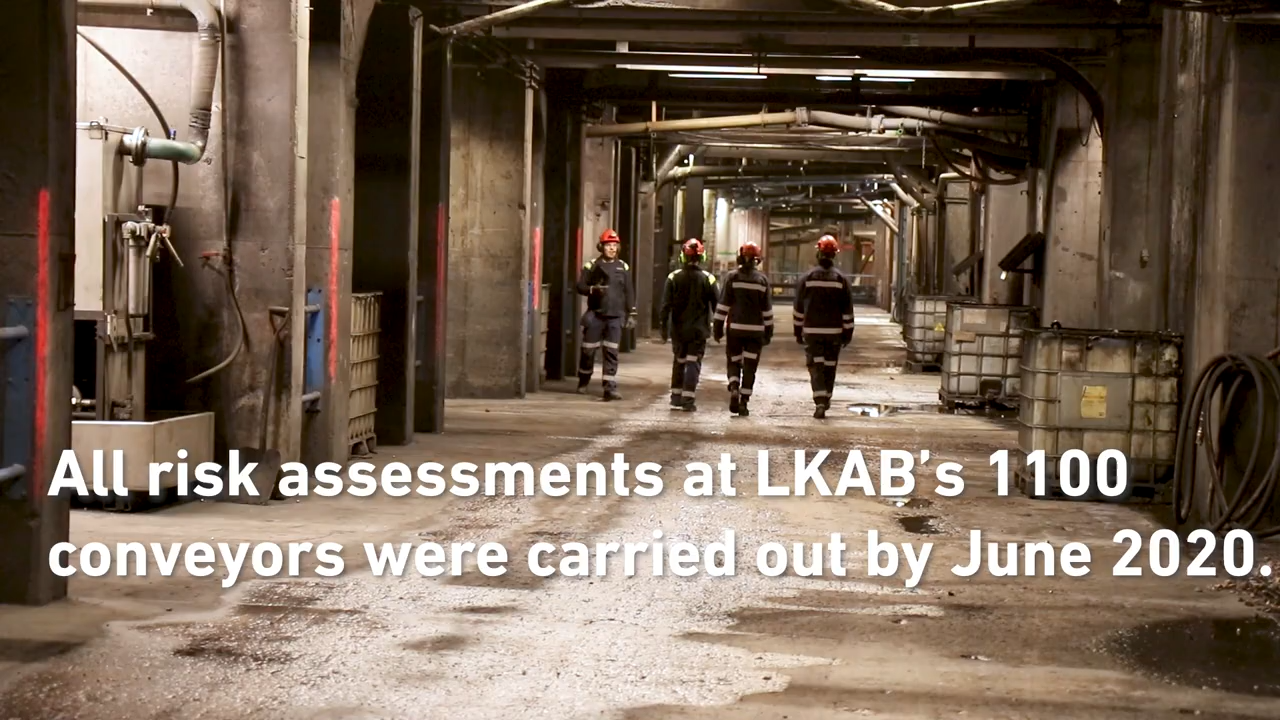 All risk assessments at LKAB’s 1100
conveyors were carried out by June 2020.